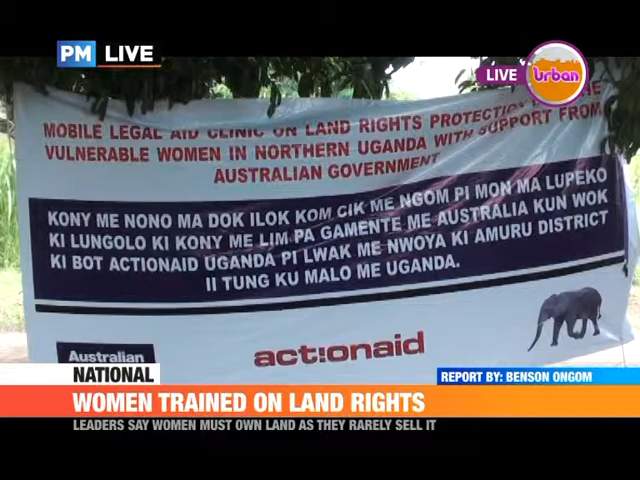 PM LIVE
LIVE Urban
MOBILE LEGAL AID CLINIC ON LAND RIGHTS PROTECTION
VULNERABLE WOMEN IN NORTHERN UGANDA WITH SUPPORT FROM
AUSTRALIAN GOVERNMENT
KONY ME NONO MA DOK ILOK KOM CIK ME NGOM PI MON MA LUPEKO
KI LUNGOLO KI KONY ME LIM PA GAMENTE ME AUSTRALIA KUN WOK
KI BOT ACTIONAID UGANDA PI LWAK ME NWOYA KI AMURU DISTRICT
II TUNG KU MALO ME UGANDA.
Australian
act!onaid
NATIONAL
REPORT BY: BENSON ONGOM
WOMEN TRAINED ON LAND RIGHTS
LEADERS SAY WOMEN MUST OWN LAND AS THEY RARELY SELL IT